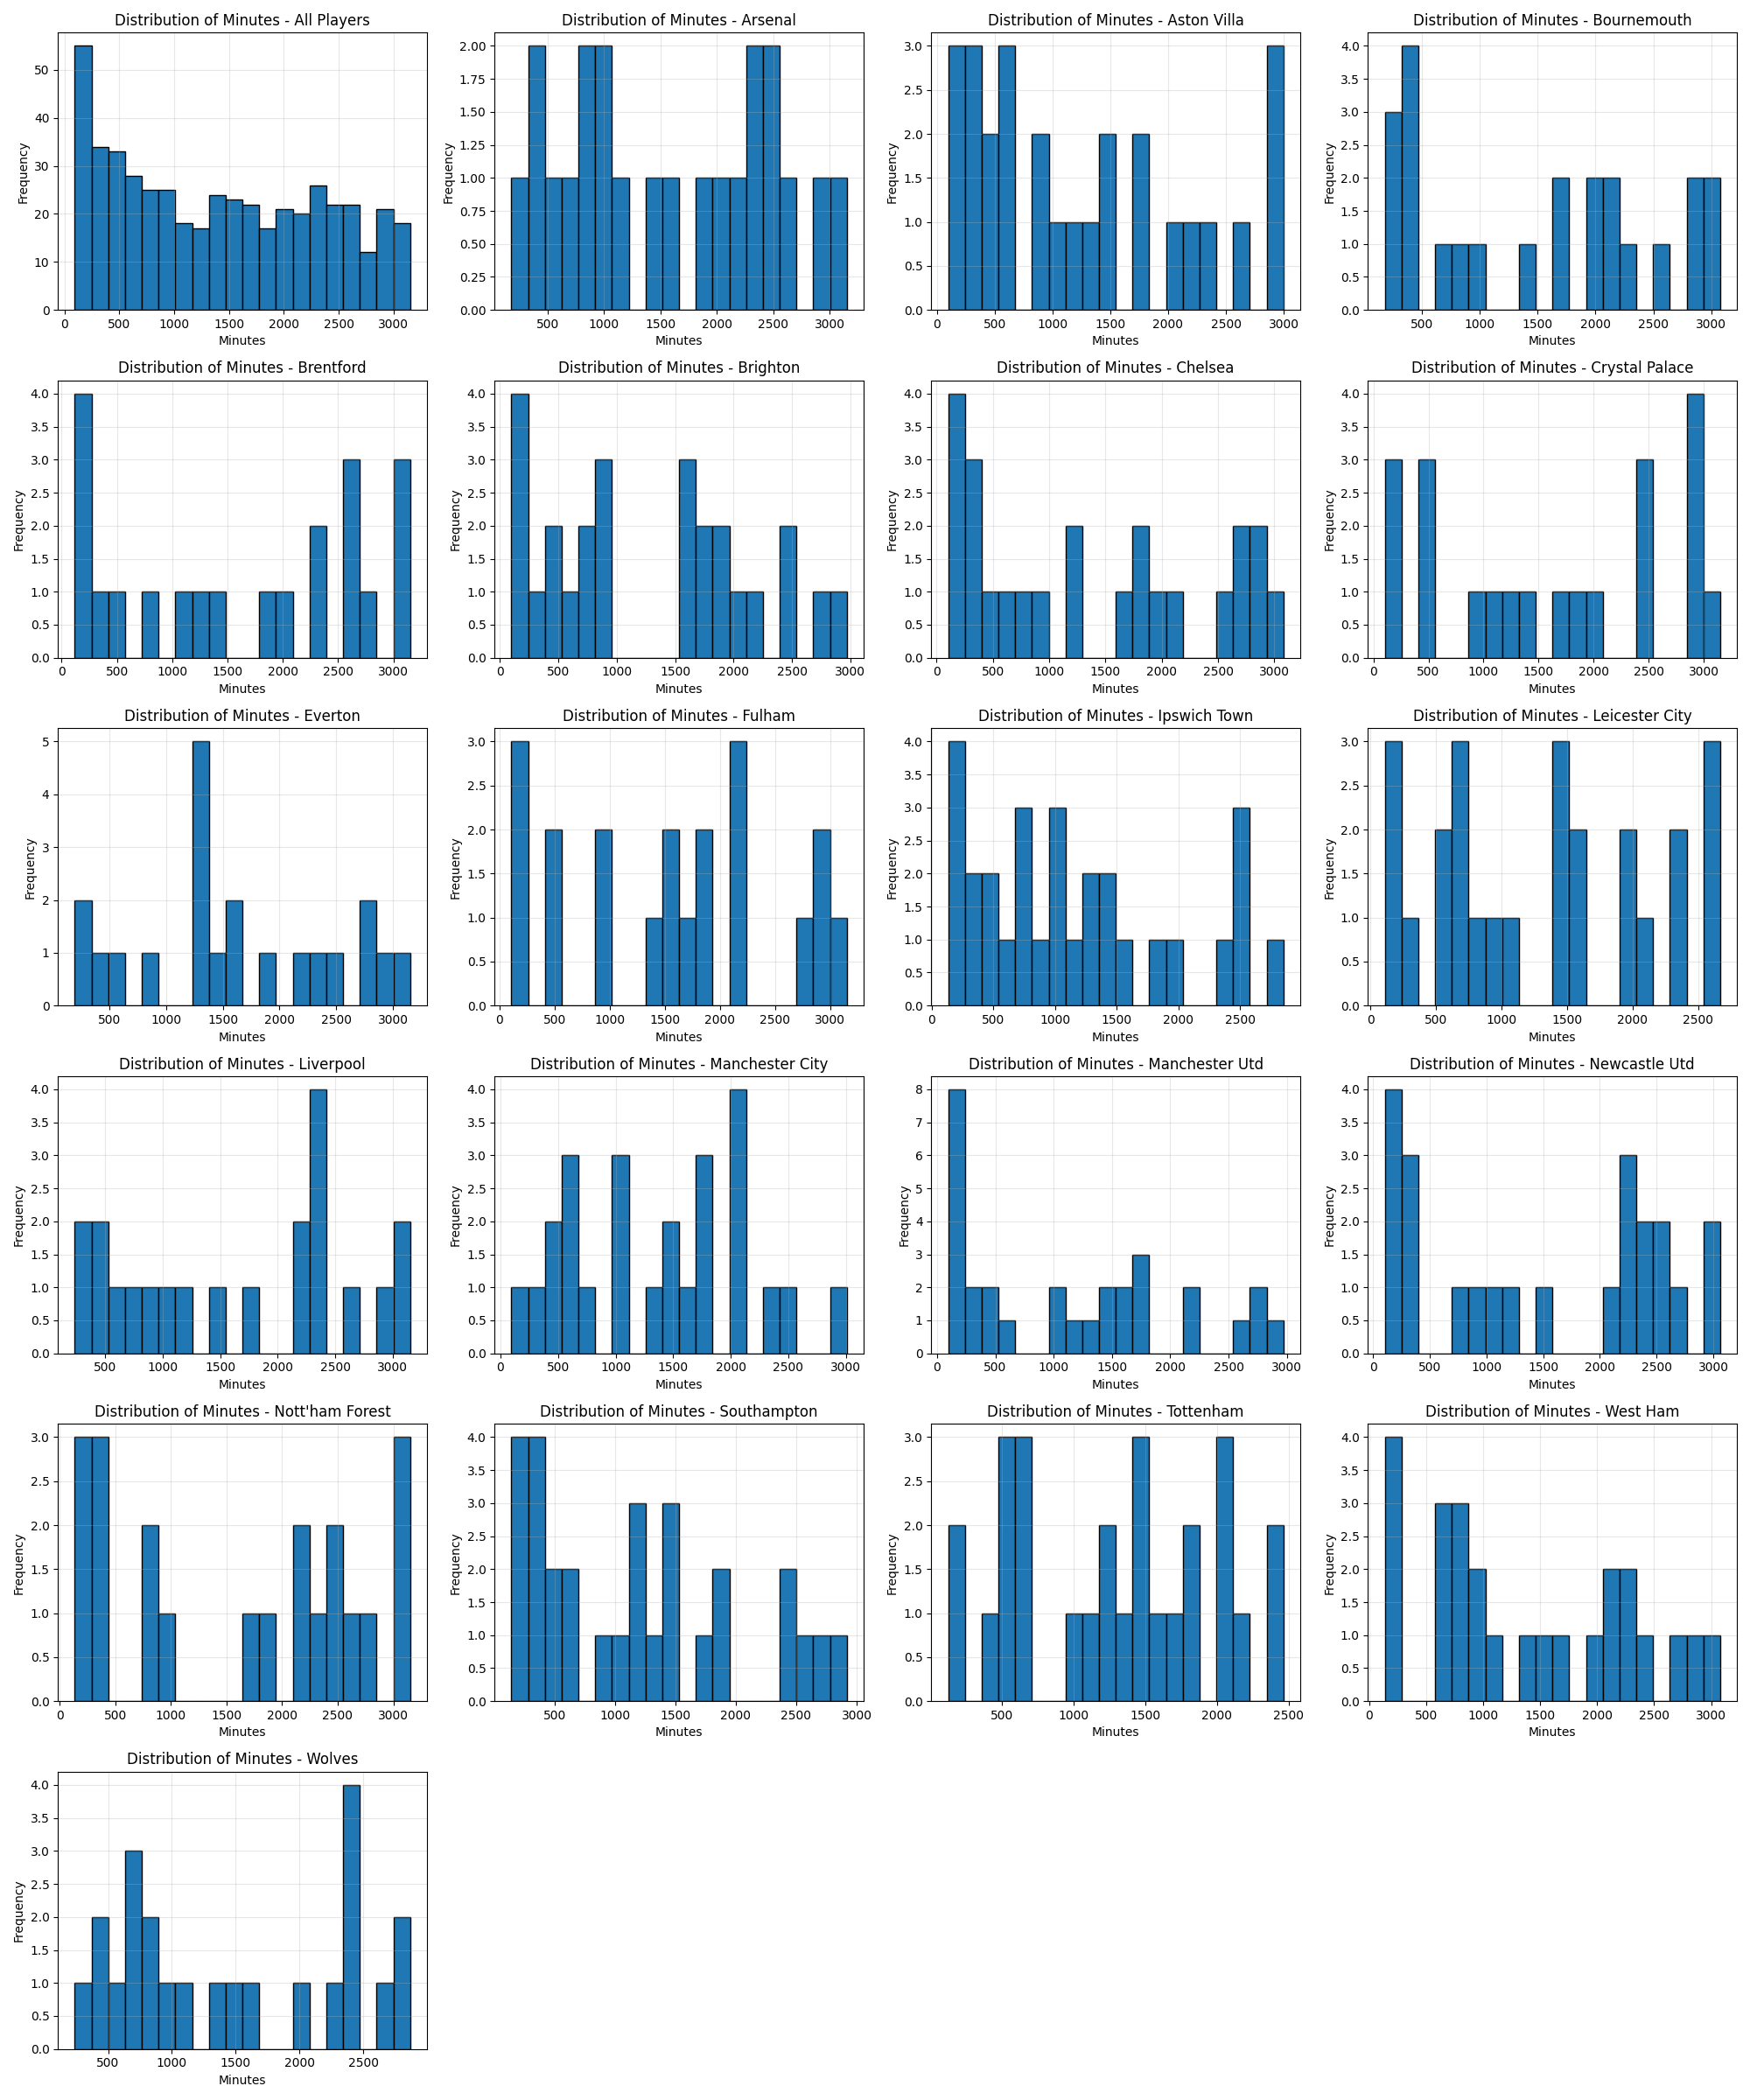 Distribution of Minutes - All Players
Frequency
50
40
30
20
10
0
0 500 1000 1500 2000 2500 3000
Minutes
Distribution of Minutes - Arsenal
Frequency
2.00
1.75
1.50
1.25
1.00
0.75
0.50
0.25
0.00
500 1000 1500 2000 2500 3000
Minutes
Distribution of Minutes - Aston Villa
Frequency
3.0
2.5
2.0
1.5
1.0
0.5
0.0
0 500 1000 1500 2000 2500 3000
Minutes
Distribution of Minutes - Bournemouth
Frequency
4.0
3.5
3.0
2.5
2.0
1.5
1.0
0.5
0.0
500 1000 1500 2000 2500 3000
Minutes
Distribution of Minutes - Brentford
Frequency
4.0
3.5
3.0
2.5
2.0
1.5
1.0
0.5
0.0
0 500 1000 1500 2000 2500 3000
Minutes
Distribution of Minutes - Brighton
Frequency
4.0
3.5
3.0
2.5
2.0
1.5
1.0
0.5
0.0
0 500 1000 1500 2000 2500 3000
Minutes
Distribution of Minutes - Chelsea
Frequency
4.0
3.5
3.0
2.5
2.0
1.5
1.0
0.5
0.0
0 500 1000 1500 2000 2500 3000
Minutes
Distribution of Minutes - Crystal Palace
Frequency
4.0
3.5
3.0
2.5
2.0
1.5
1.0
0.5
0.0
0 500 1000 1500 2000 2500 3000
Minutes
Distribution of Minutes - Everton
Frequency
5
4
3
2
1
0
500 1000 1500 2000 2500 3000
Minutes
Distribution of Minutes - Fulham
Frequency
3.0
2.5
2.0
1.5
1.0
0.5
0.0
0 500 1000 1500 2000 2500 3000
Minutes
Distribution of Minutes - Ipswich Town
Frequency
4.0
3.5
3.0
2.5
2.0
1.5
1.0
0.5
0.0
0 500 1000 1500 2000 2500
Minutes
Distribution of Minutes - Leicester City
Frequency
3.0
2.5
2.0
1.5
1.0
0.5
0.0
0 500 1000 1500 2000 2500
Minutes
Distribution of Minutes - Liverpool
Frequency
4.0
3.5
3.0
2.5
2.0
1.5
1.0
0.5
0.0
500 1000 1500 2000 2500 3000
Minutes
Distribution of Minutes - Manchester City
Frequency
4.0
3.5
3.0
2.5
2.0
1.5
1.0
0.5
0.0
0 500 1000 1500 2000 2500 3000
Minutes
Distribution of Minutes - Manchester Utd
Frequency
8
7
6
5
4
3
2
1
0
0 500 1000 1500 2000 2500 3000
Minutes
Distribution of Minutes - Newcastle Utd
Frequency
4.0
3.5
3.0
2.5
2.0
1.5
1.0
0.5
0.0
0 500 1000 1500 2000 2500 3000
Minutes
Distribution of Minutes - Nott'ham Forest
Frequency
3.0
2.5
2.0
1.5
1.0
0.5
0.0
0 500 1000 1500 2000 2500 3000
Minutes
Distribution of Minutes - Southampton
Frequency
4.0
3.5
3.0
2.5
2.0
1.5
1.0
0.5
0.0
500 1000 1500 2000 2500 3000
Minutes
Distribution of Minutes - Tottenham
Frequency
3.0
2.5
2.0
1.5
1.0
0.5
0.0
500 1000 1500 2000 2500
Minutes
Distribution of Minutes - West Ham
Frequency
4.0
3.5
3.0
2.5
2.0
1.5
1.0
0.5
0.0
0 500 1000 1500 2000 2500 3000
Minutes
Distribution of Minutes - Wolves
Frequency
4.0
3.5
3.0
2.5
2.0
1.5
1.0
0.5
0.0
500 1000 1500 2000 2500
Minutes